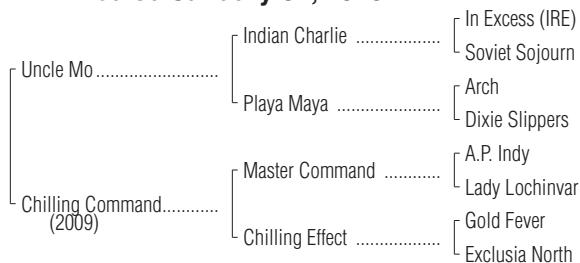 In Excess (IRE)
Indian Charlie ...................
Soviet Sojourn
Uncle Mo ..........................
Arch
Playa Maya ......................
Dixie Slippers
A.P. Indy
Master Command ............
Lady Lochinvar
Chilling Command............
(2009)
Gold Fever
Chilling Effect ...................
Exclusia North